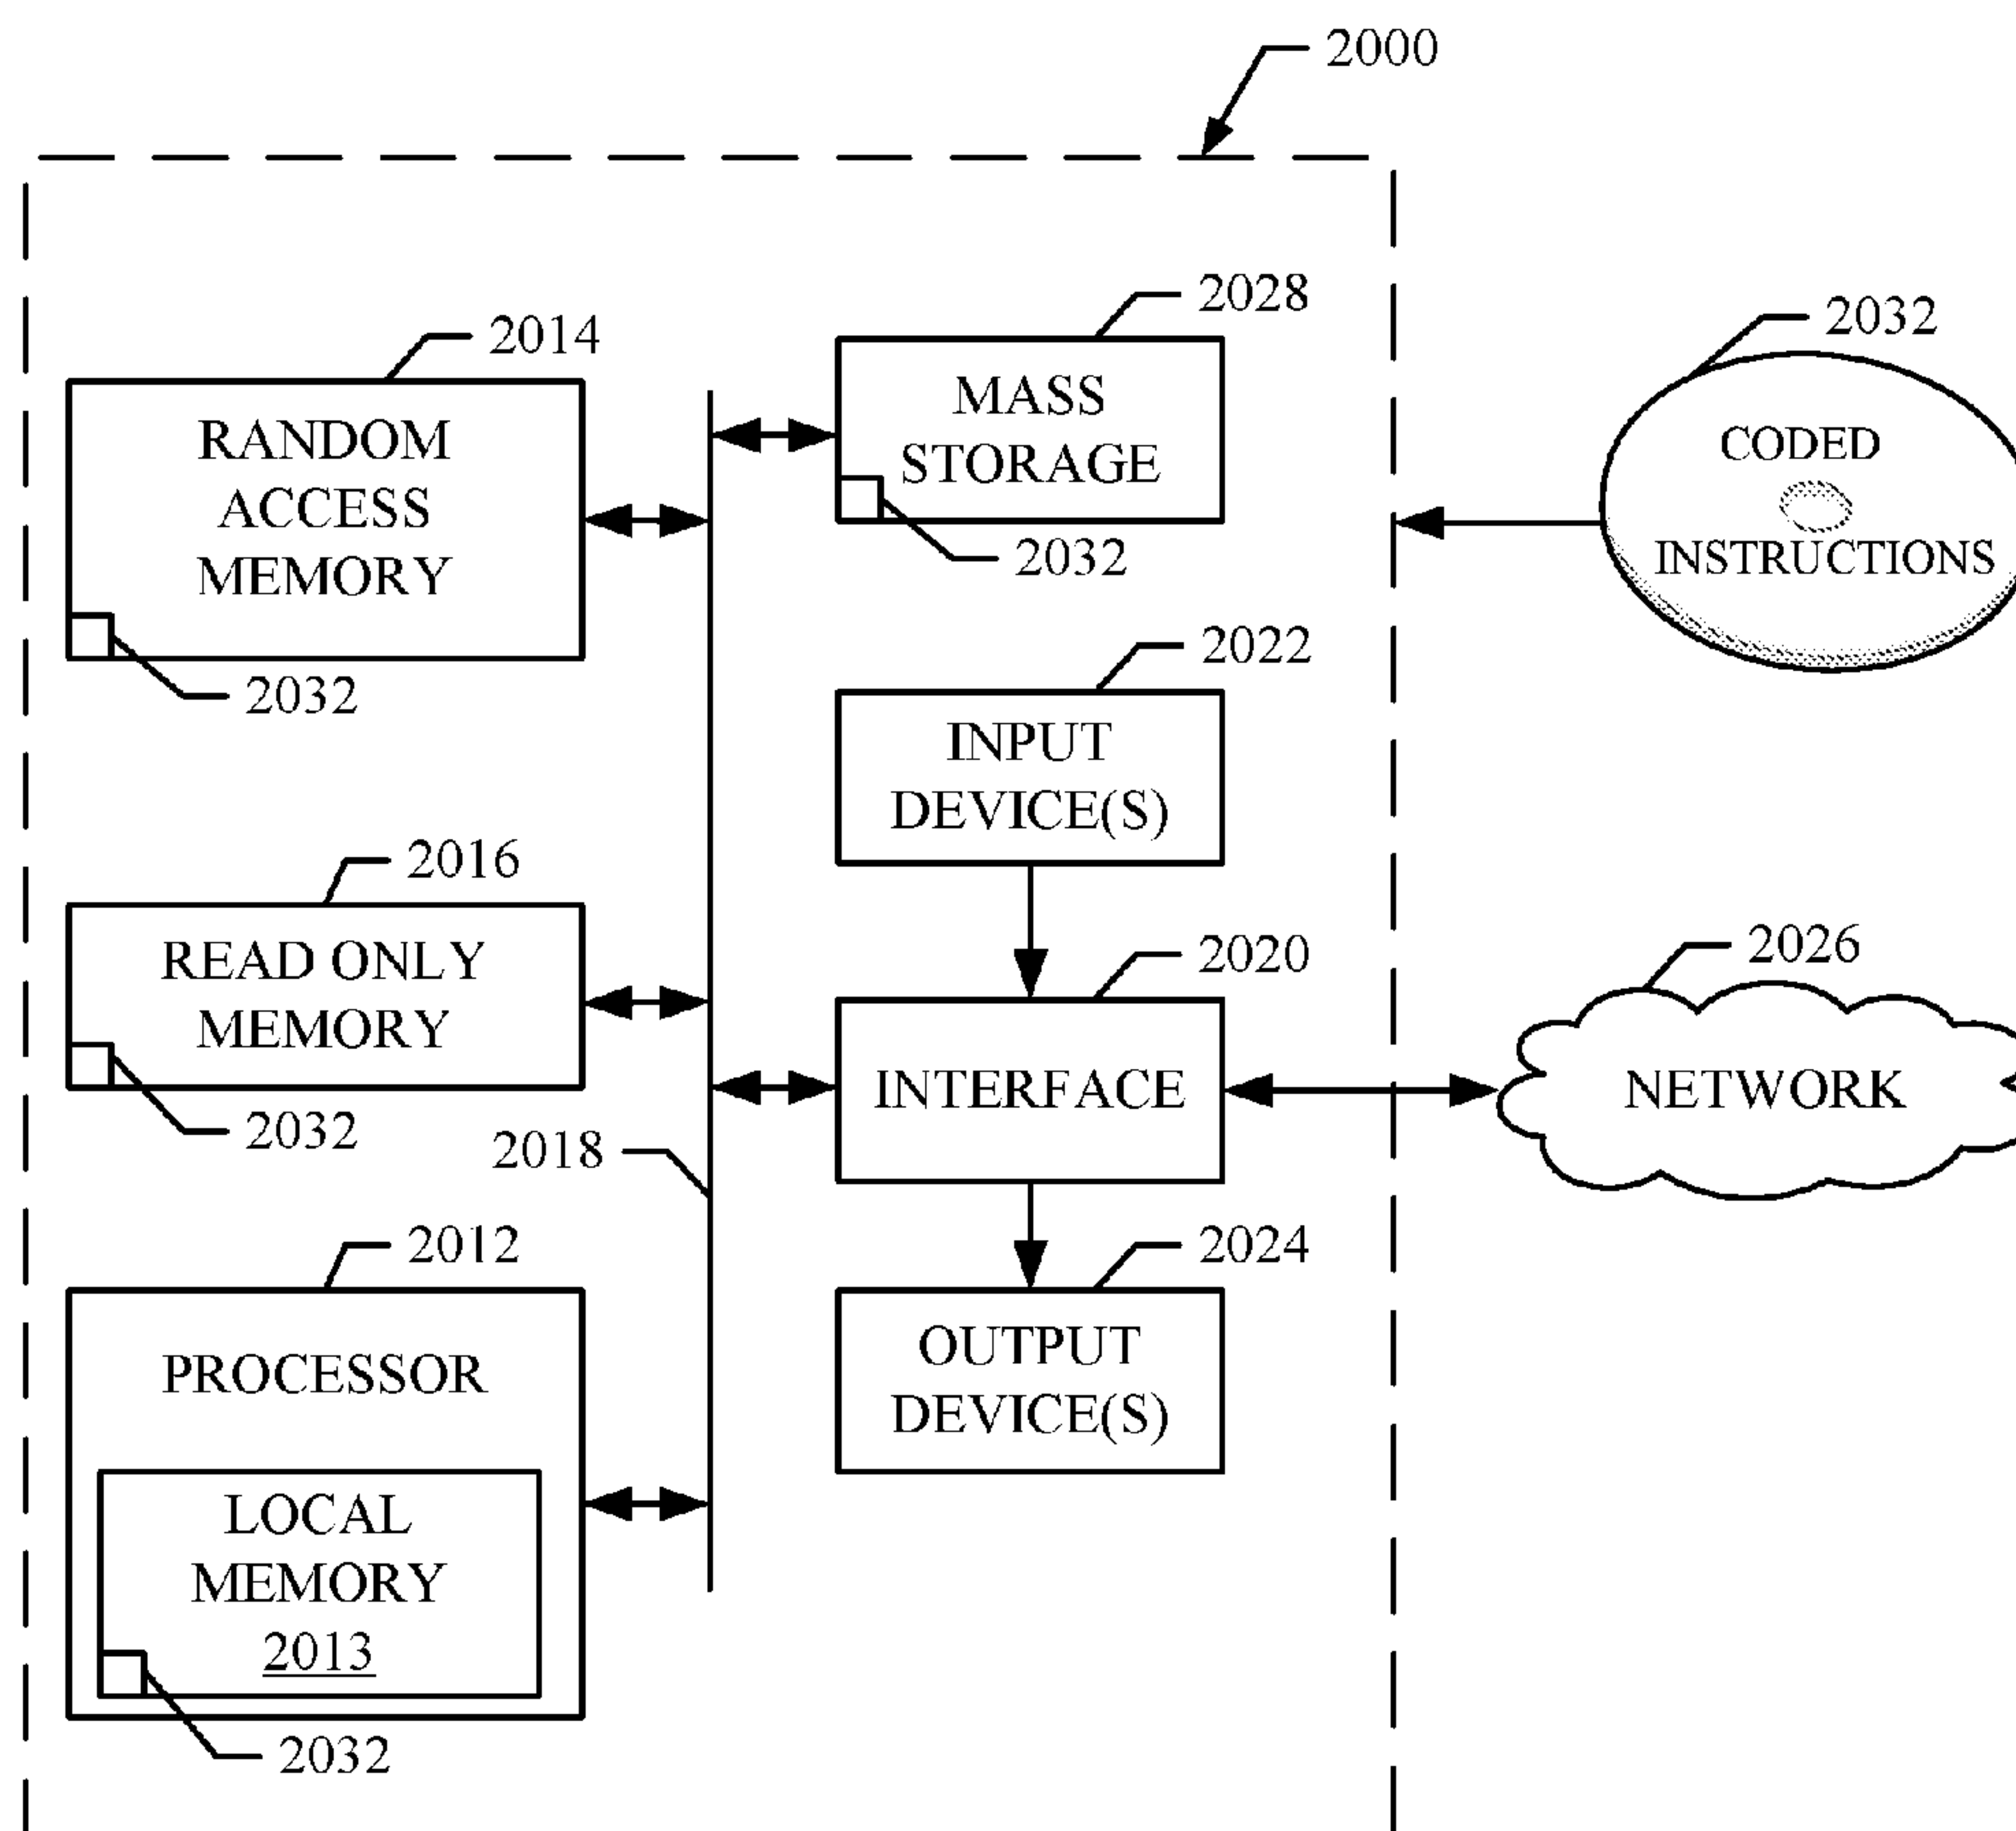 2000
2028
2014
2032
MASS
STORAGE
RANDOM
ACCESS
MEMORY
CODED
INSTRUCTIONS
2032
2032
2022
INPUT
DEVICE(S)
2016
READ ONLY
MEMORY
2032
2020
INTERFACE
2026
NETWORK
2018
2012
PROCESSOR
LOCAL
MEMORY
2013
2032
2024
OUTPUT
DEVICE(S)